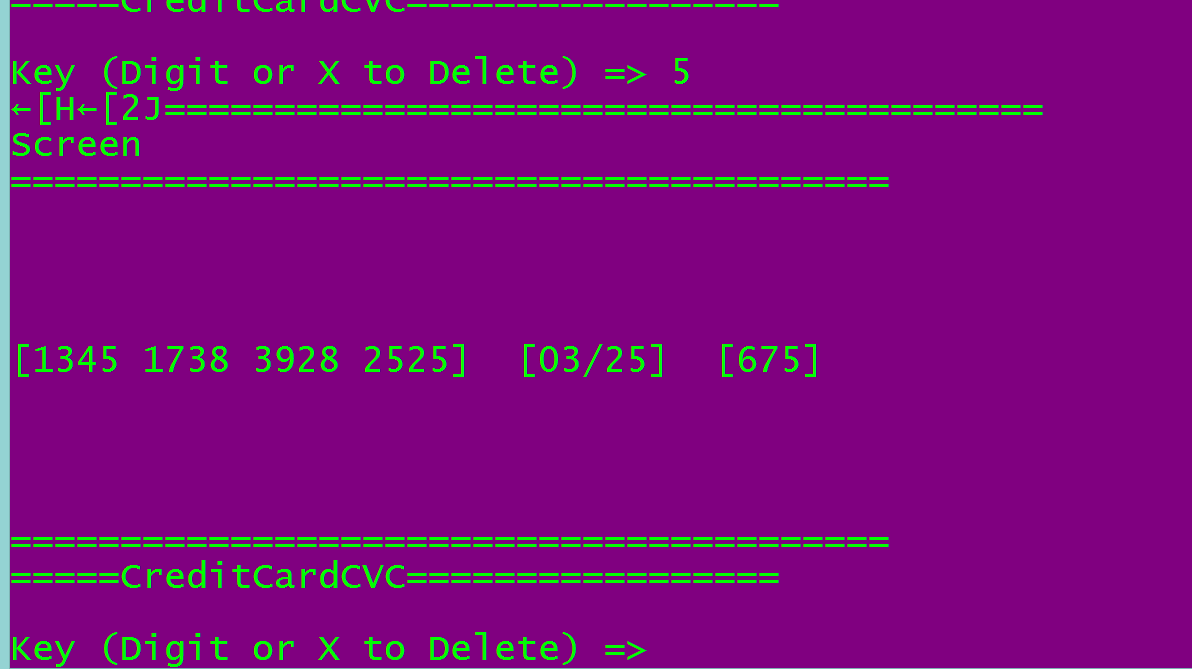 =====CreditCardCVC=================
Key (Digit or X to Delete) => 5
←[H←[2J========================================
Screen
========================================
[1345 1738 3928 2525]  [03/25]  [675]
========================================
=====CreditCardCVC=================
Key (Digit or X to Delete) =>